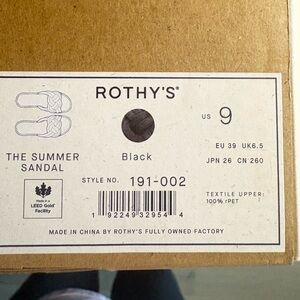 ROTHY'S®
US 9
EU 39 UK6.5
JPN 26 CN 260
THE SUMMER
SANDAL
Black
STYLE NO. 191-002
Made in a
LEED Gold
Facility
1 92249 32954 4
TEXTILE UPPER:
100% rPET
MADE IN CHINA BY ROTHY'S FULLY OWNED FACTORY